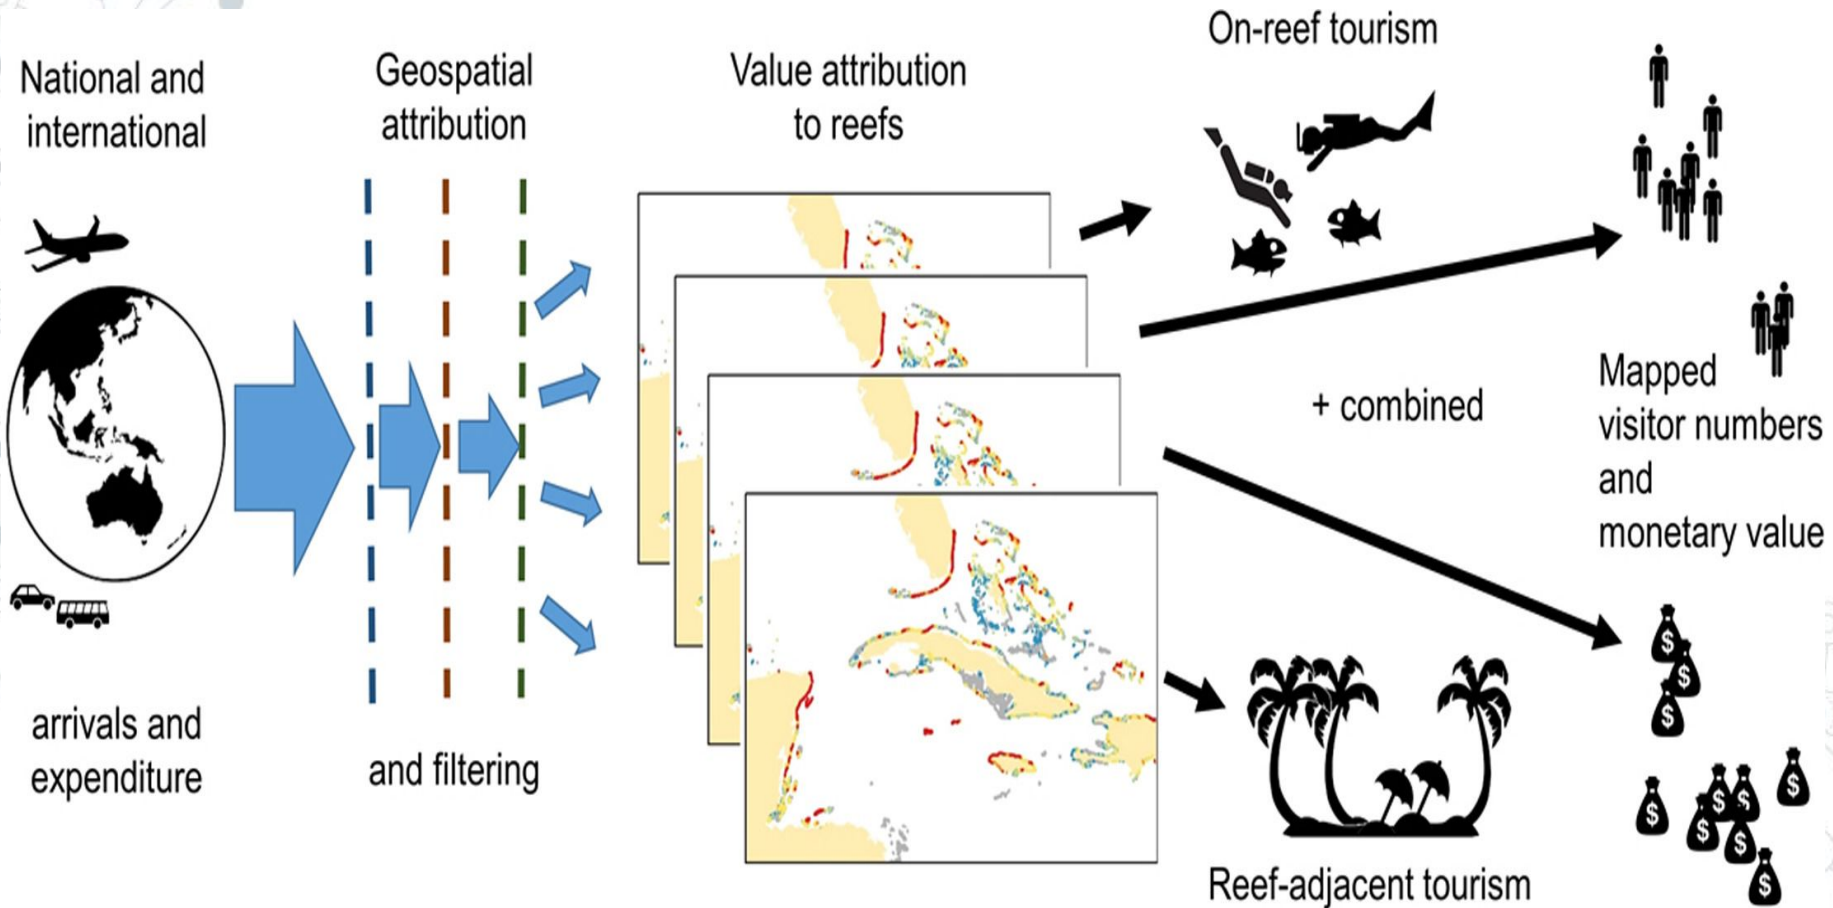 National and
international
arrivals and
expenditure
Geospatial
attribution
and filtering
Value attribution
to reefs
On-reef tourism
+ combined
Reef-adjacent tourism
Mapped
visitor numbers
and
monetary value
$
$
$
$
$
$
$
$
$
$